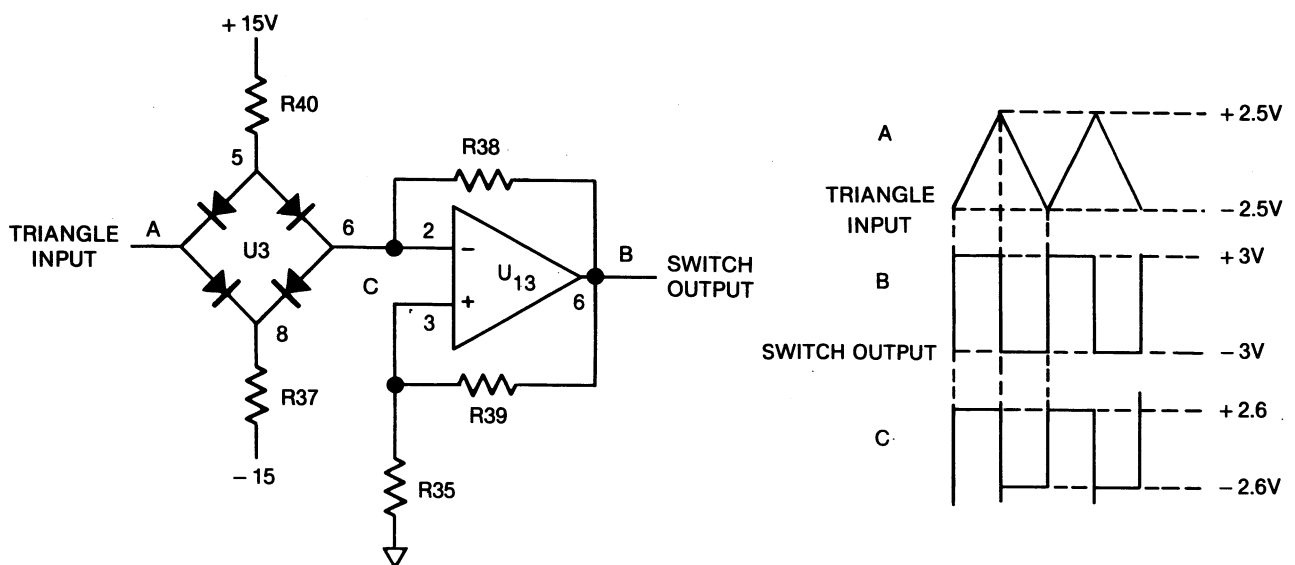 + 15V
R40
5
TRIANGLE
INPUT
A
U3
6
8
R37
- 15
R38
2
-
C
+
3
U13
6
B
SWITCH
OUTPUT
R39
R35
A
TRIANGLE
INPUT
+ 2.5V
- 2.5V
B
+ 3V
SWITCH OUTPUT
- 3V
C
+ 2.6
- 2.6V